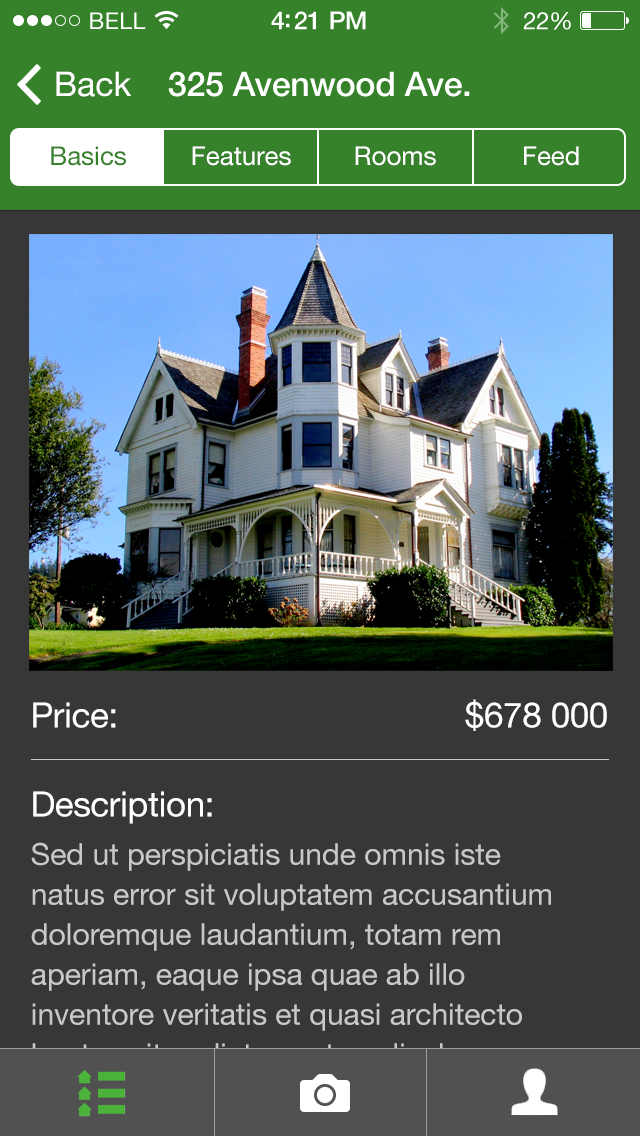 BELL 4:21 PM 22%
Back 325 Avenwood Ave.
Basics Features Rooms Feed
Price: $678 000
Description:
Sed ut perspiciatis unde omnis iste
natus error sit voluptatem accusantium
doloremque laudantium, totam rem
aperiam, eaque ipsa quae ab illo
inventore veritatis et quasi architecto